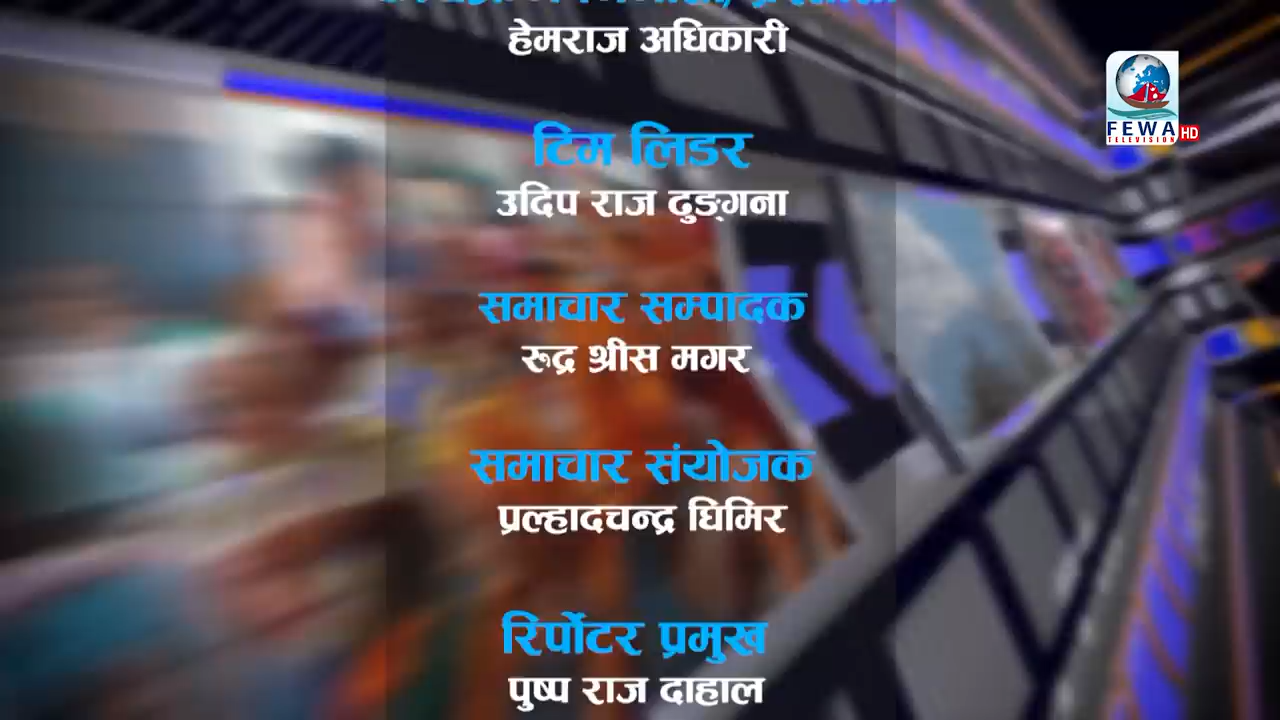 हेमराज अधिकारी
टिम लिडर
उदिप राज ढुङ्गना
समाचार सम्पादक
रुद्र श्रीस मगर
समाचार संयोजक
प्रल्हादचन्द्र घिमिर
रिर्पोटर प्रमुख
पुष्प राज दाहाल
FEWA
TELEVISION HD